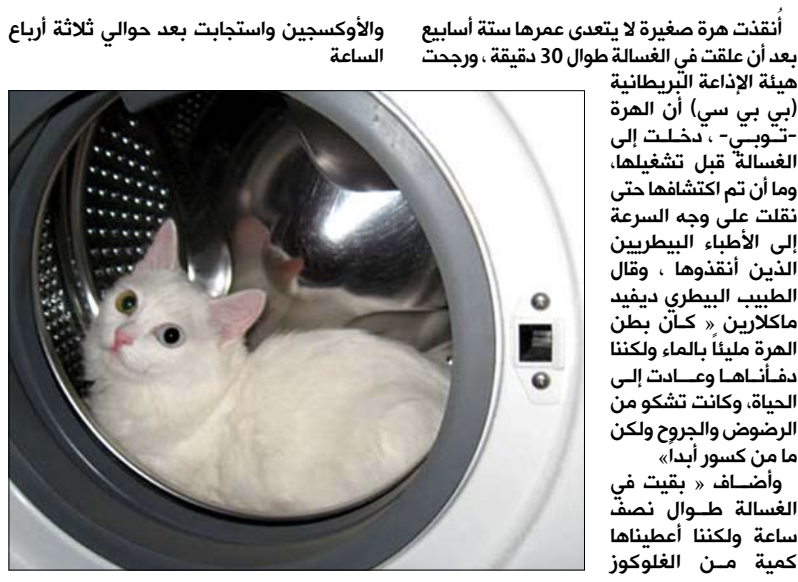 أُنقذت هرة صغيرة لا يتعدى عمرها ستة أسابيع
بعد أن علقت في الغسالة طوال 30 دقيقة ، ورجحت
هيئة الإذاعة البريطانية
(بي بي سي) أن الهرة
-تـوبـي- ، دخـلـت إلى
الغسالة قبل تشغيلها،
وما أن تم اكتشافها حتى
نقلت على وجه السرعة
إلى الأطباء البيطريين
الذين أنقذوها ، وقال
الطبيب البيطري ديفيد
ماكلارين « كـان بطن
الهرة مليئاً بالماء ولكننا
دفـأنـاهـا وعـــادت إلـى
الحياة، وكانت تشكو من
الرضوض والجروح ولكن
ما من كسور أبداً»
وأضــاف « بقيت في
الغسالة طــوال نصف
ساعة ولكننا أعطيناها
كمية مــن الغلوكوز
والأوكسجين واستجابت بعد حوالي ثلاثة أرباع
الساعة